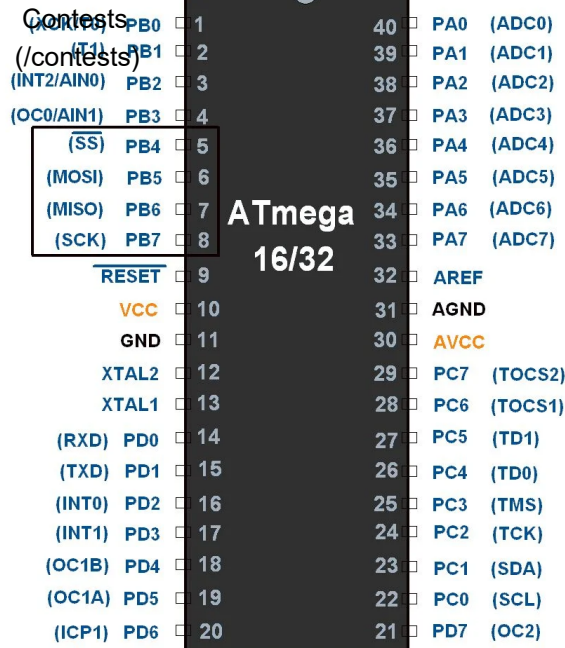 Contests
(/contests)
(XCK/T0) PB0 1 40 PA0 (ADC0)
(T1) PB1 2 39 PA1 (ADC1)
(INT2/AIN0) PB2 3 38 PA2 (ADC2)
(OC0/AIN1) PB3 4 37 PA3 (ADC3)
(SS) PB4 5 36 PA4 (ADC4)
(MOSI) PB5 6 35 PA5 (ADC5)
(MISO) PB6 7 34 PA6 (ADC6)
(SCK) PB7 8 33 PA7 (ADC7)
ATmega
16/32
RESET 9 32 AREF
VCC 10 31 AGND
GND 11 30 AVCC
XTAL2 12 29 PC7 (TOCS2)
XTAL1 13 28 PC6 (TOCS1)
(RXD) PD0 14 27 PC5 (TD1)
(TXD) PD1 15 26 PC4 (TD0)
(INT0) PD2 16 25 PC3 (TMS)
(INT1) PD3 17 24 PC2 (TCK)
(OC1B) PD4 18 23 PC1 (SDA)
(OC1A) PD5 19 22 PC0 (SCL)
(ICP1) PD6 20 21 PD7 (OC2)